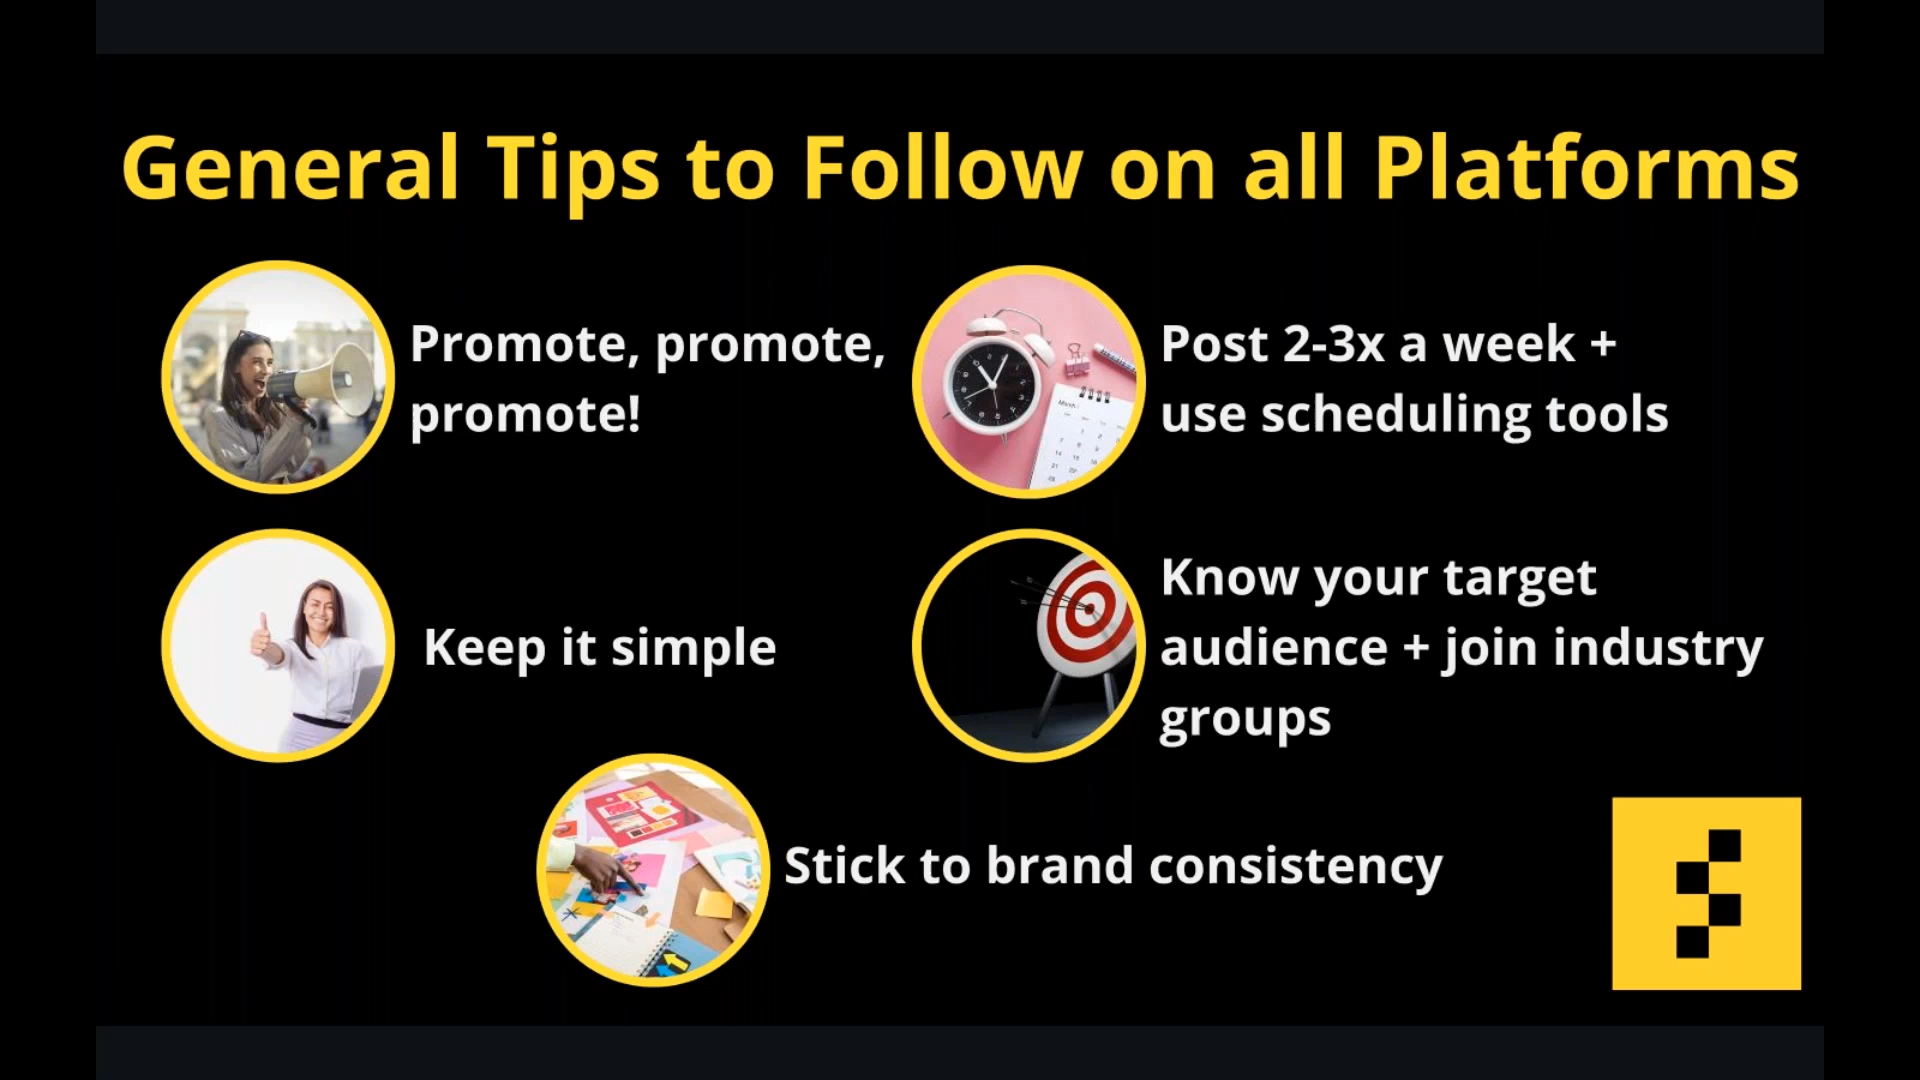 General Tips to Follow on all Platforms
Promote, promote,
promote!
Post 2-3x a week +
use scheduling tools
Keep it simple
Know your target
audience + join industry
groups
Stick to brand consistency